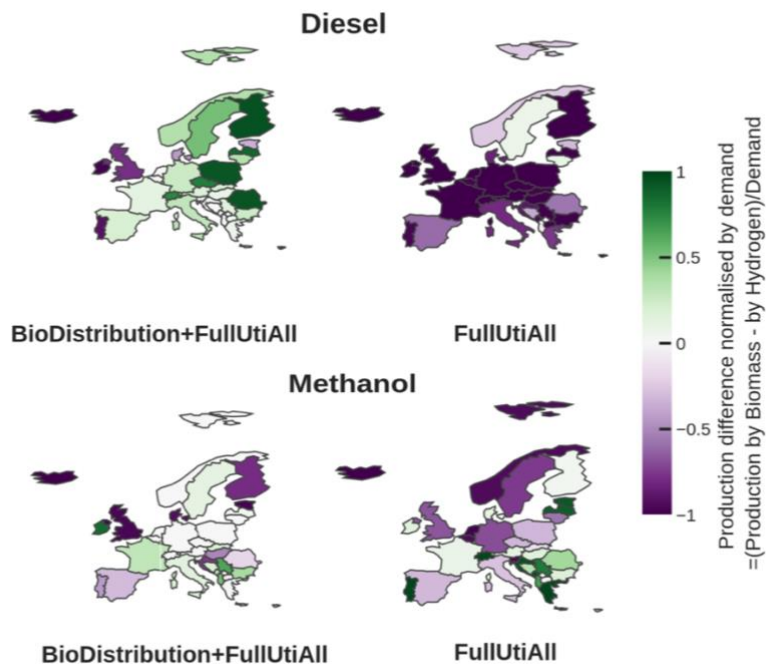 Diesel
BioDistribution+FullUtiAll FullUtiAll
Methanol
BioDistribution+FullUtiAll FullUtiAll
1
0.5
0
−0.5
−1
Production difference normalised by demand
=(Production by Biomass - by Hydrogen)/Demand